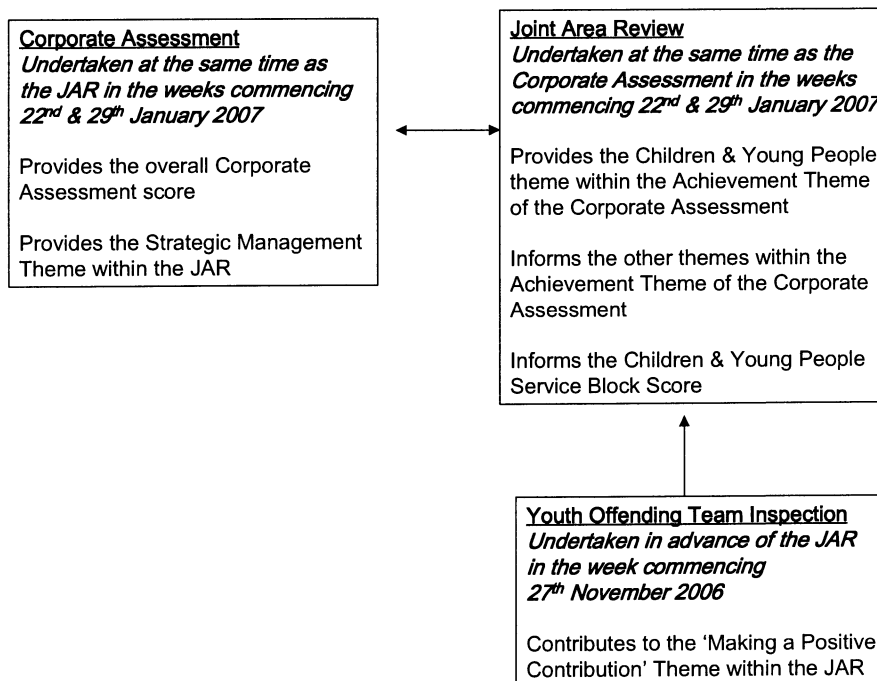 Corporate Assessment
Undertaken at the same time as
the JAR in the weeks commencing
22nd & 29th January 2007
Provides the overall Corporate
Assessment score
Provides the Strategic Management
Theme within the JAR
Joint Area Review
Undertaken at the same time as the
Corporate Assessment in the weeks
commencing 22nd & 29th January 2007
Provides the Children & Young People
theme within the Achievement Theme
of the Corporate Assessment
Informs the other themes within the
Achievement Theme of the Corporate
Assessment
Informs the Children & Young People
Service Block Score
Youth Offending Team Inspection
Undertaken in advance of the JAR
in the week commencing
27th November 2006
Contributes to the 'Making a Positive
Contribution' Theme within the JAR